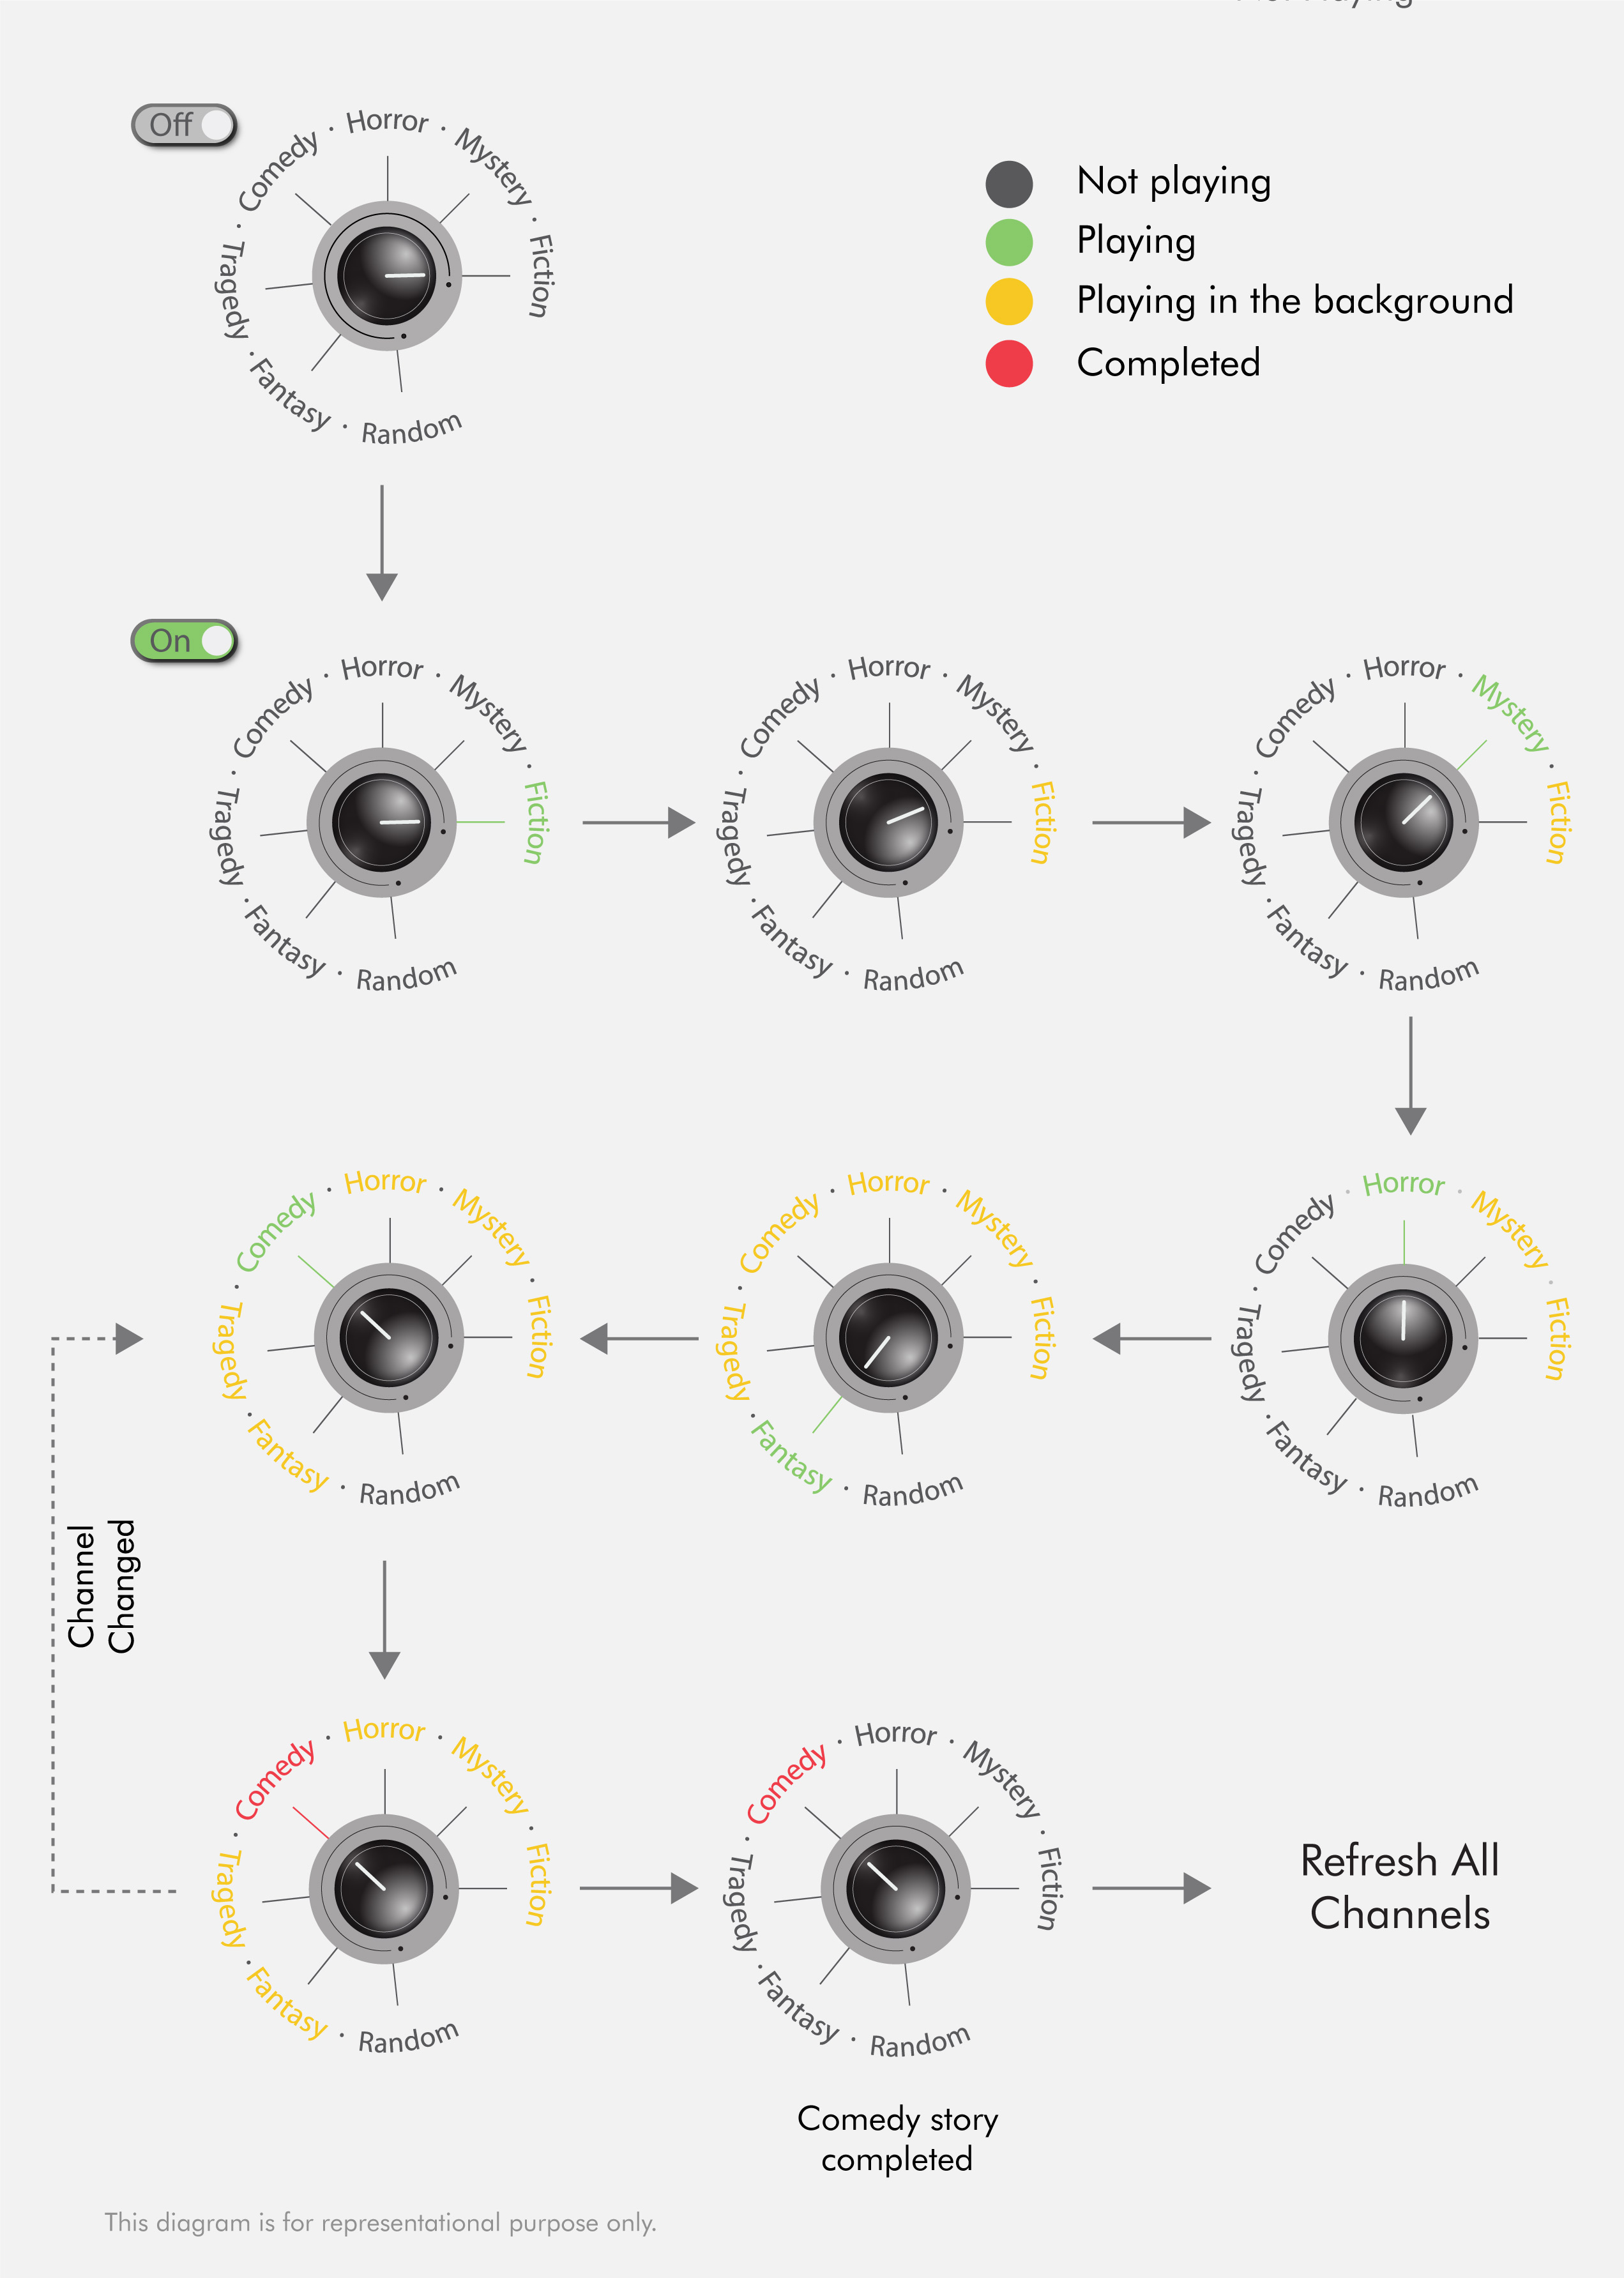 Off
Tragedy · Comedy · Horror · Mystery · Fiction
· Fantasy · Random
Not playing
Playing
Playing in the background
Completed
On
Tragedy · Comedy · Horror · Mystery · Fiction
· Fantasy · Random
Tragedy · Comedy · Horror · Mystery · Fiction
· Fantasy · Random
Tragedy · Comedy · Horror · Mystery · Fiction
· Fantasy · Random
Tragedy · Comedy · Horror · Mystery · Fiction
· Fantasy · Random
Tragedy · Comedy · Horror · Mystery · Fiction
· Fantasy · Random
Tragedy · Comedy · Horror · Mystery · Fiction
· Fantasy · Random
Channel
Changed
Tragedy · Comedy · Horror · Mystery · Fiction
· Fantasy · Random
Tragedy · Comedy · Horror · Mystery · Fiction
· Fantasy · Random
Refresh All
Channels
Comedy story
completed
This diagram is for representational purpose only.